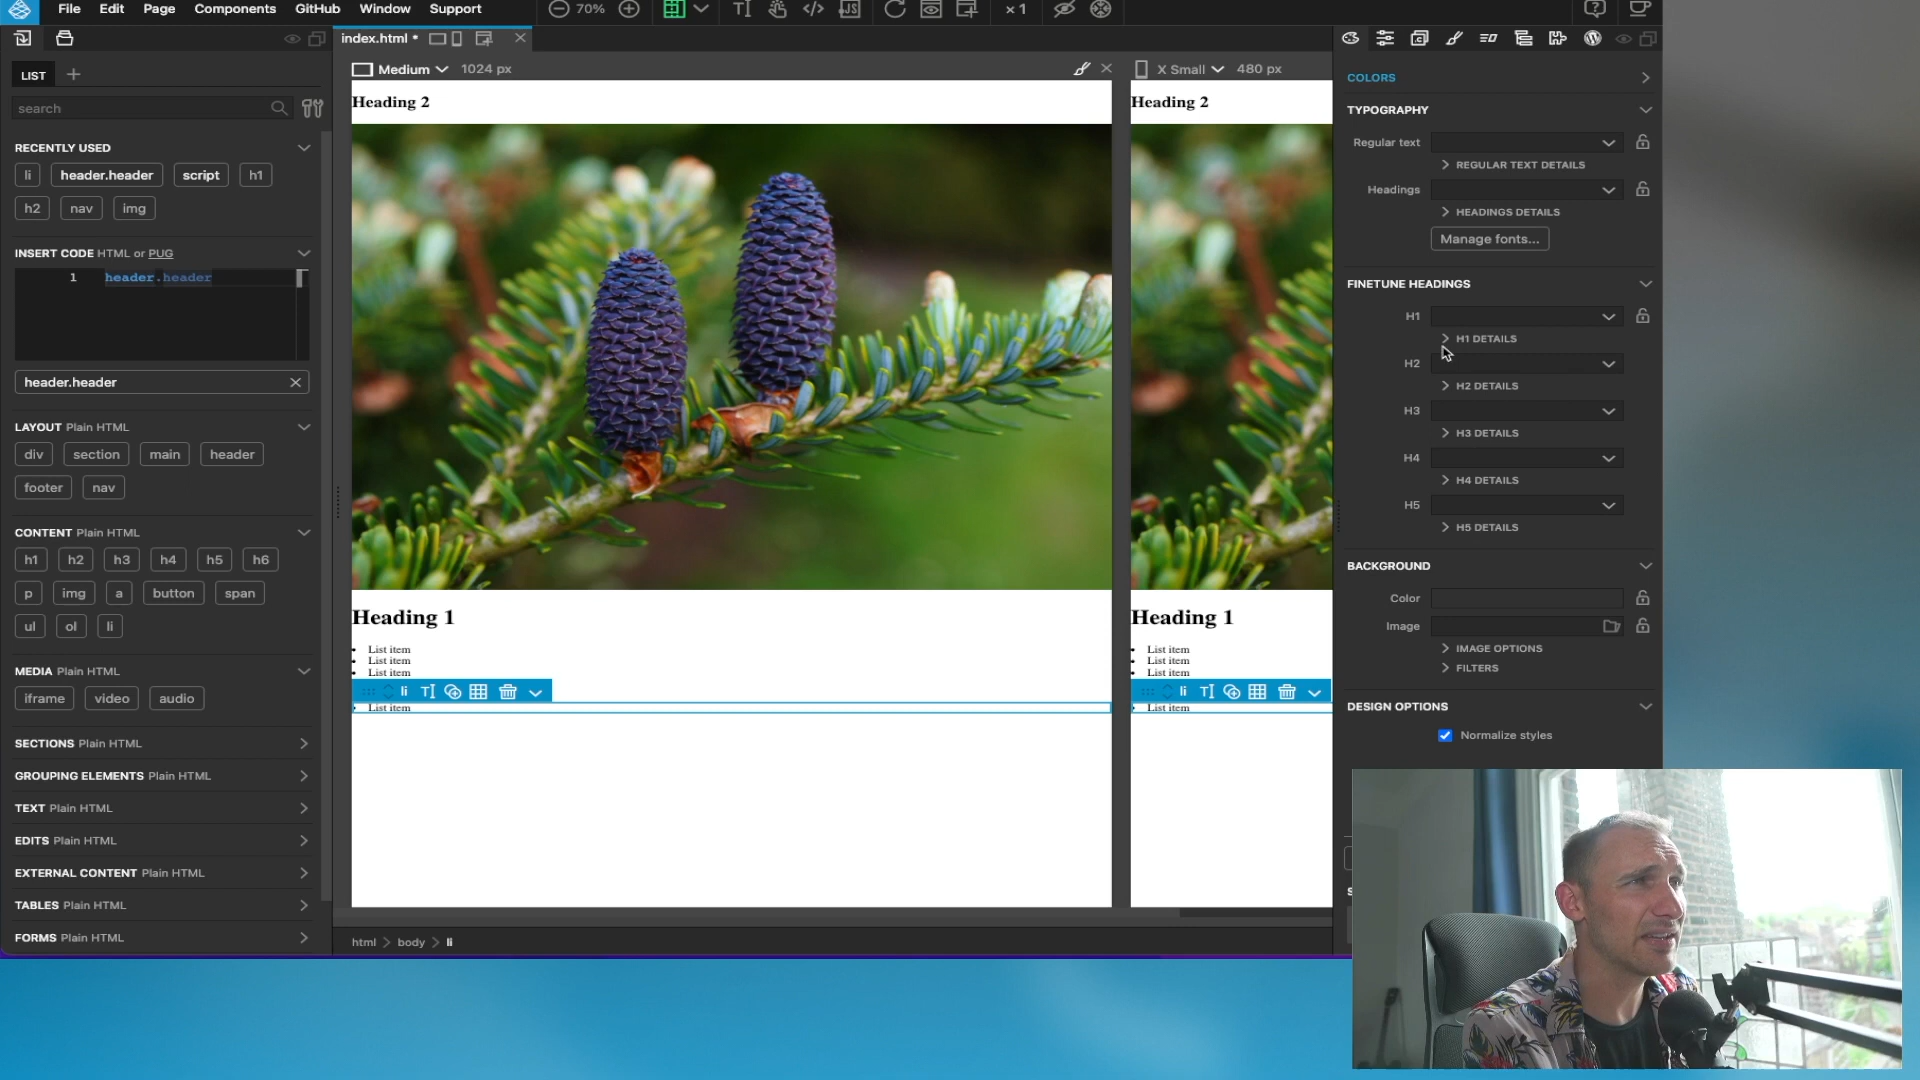 File Edit Page Components GitHub Window Support 70% JS x 1
index.html *
LIST
search
RECENTLY USED
li header.header script h1
h2 nav img
INSERT CODE HTML or PUG
1 header.header
header.header
LAYOUT Plain HTML
div section main header
footer nav
CONTENT Plain HTML
h1 h2 h3 h4 h5 h6
p img a button span
ul ol li
MEDIA Plain HTML
iframe video audio
SECTIONS Plain HTML
GROUPING ELEMENTS Plain HTML
TEXT Plain HTML
EDITS Plain HTML
EXTERNAL CONTENT Plain HTML
TABLES Plain HTML
FORMS Plain HTML
Medium 1024 px
Heading 2
Heading 1
List item
List item
List item
li
List item
html body li
X Small 480 px
Heading 2
Heading 1
List item
List item
List item
li
List item
COLORS
TYPOGRAPHY
Regular text
REGULAR TEXT DETAILS
Headings
HEADINGS DETAILS
Manage fonts...
FINETUNE HEADINGS
H1
H1 DETAILS
H2
H2 DETAILS
H3
H3 DETAILS
H4
H4 DETAILS
H5
H5 DETAILS
BACKGROUND
Color
Image
IMAGE OPTIONS
FILTERS
DESIGN OPTIONS
Normalize styles